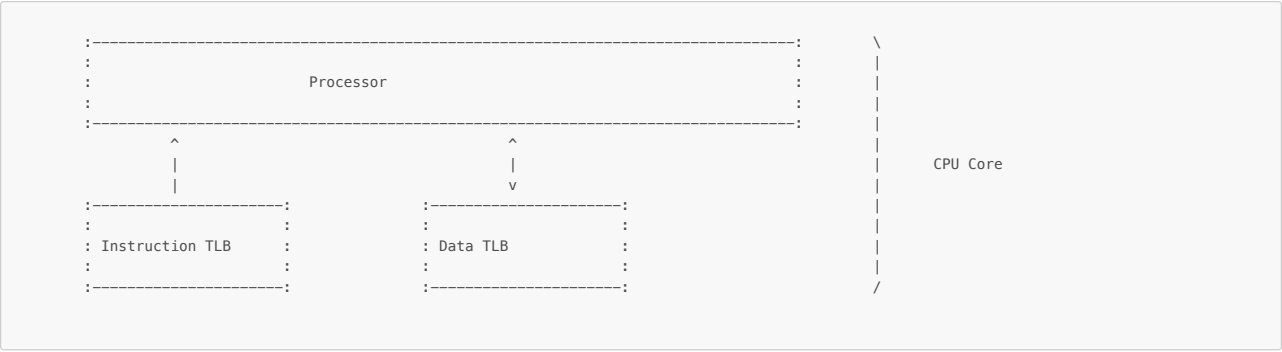 Processor
CPU Core
Instruction TLB
Data TLB